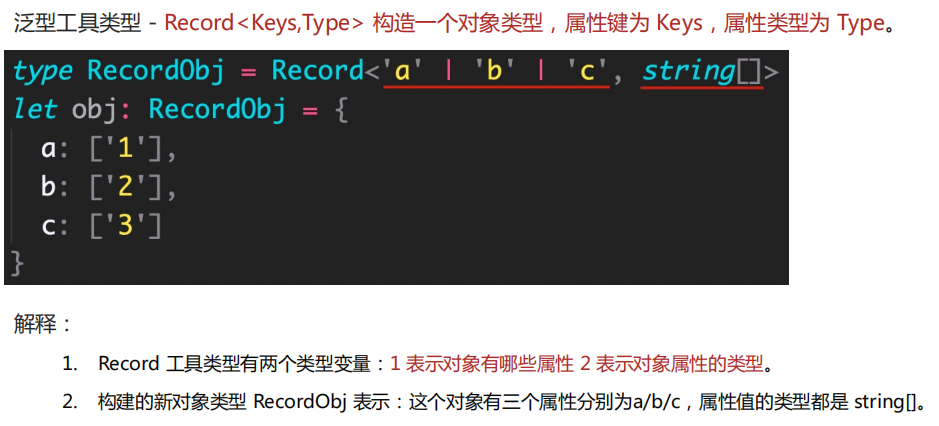 泛型工具类型 - Record<Keys,Type> 构造一个对象类型，属性键为 Keys，属性类型为 Type。
type RecordObj = Record<'a' | 'b' | 'c', string[]>
let obj: RecordObj = {
  a: ['1'],
  b: ['2'],
  c: ['3']
}
解释：
1. Record 工具类型有两个类型变量：1 表示对象有哪些属性 2 表示对象属性的类型。
2. 构建的新对象类型 RecordObj 表示：这个对象有三个属性分别为a/b/c，属性值的类型都是 string[]。